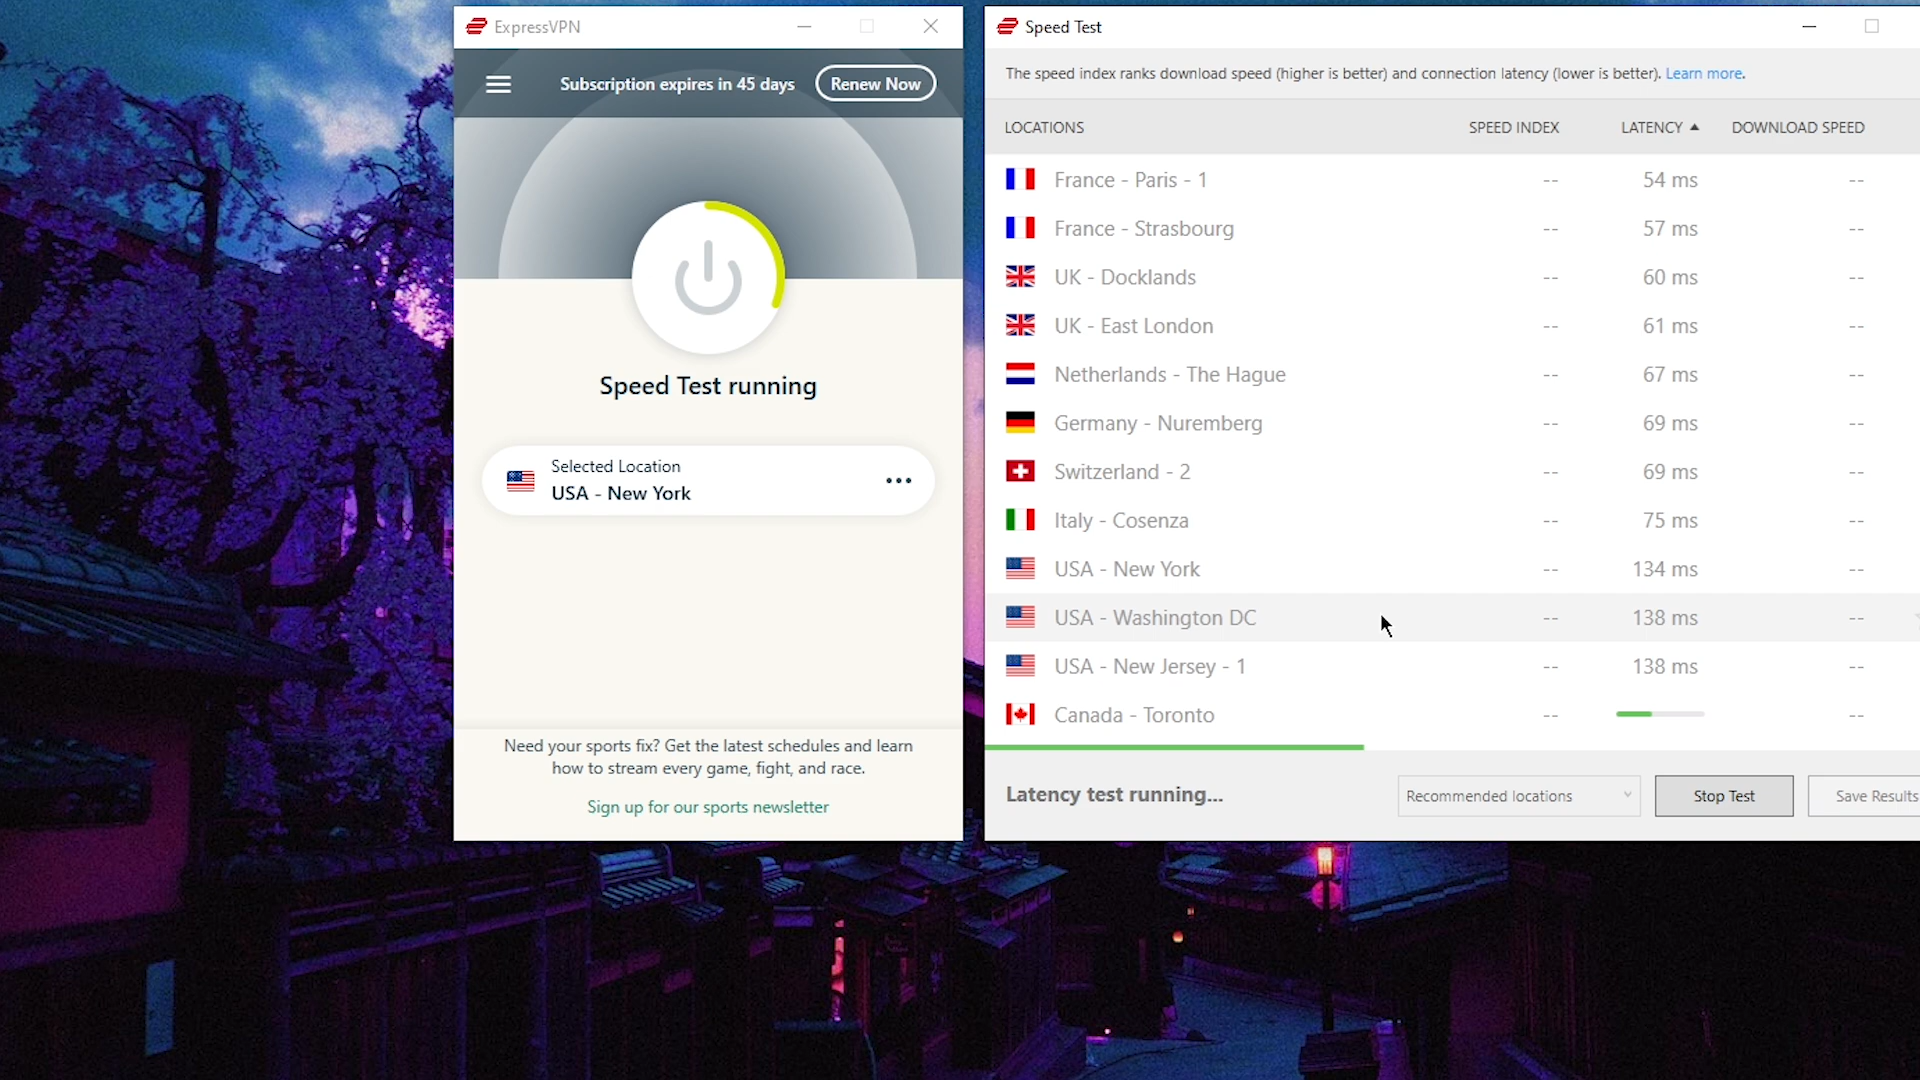 ExpressVPN
Subscription expires in 45 days
Renew Now
Speed Test running
Selected Location
USA - New York
Need your sports fix? Get the latest schedules and learn
how to stream every game, fight, and race.
Sign up for our sports newsletter
Speed Test
The speed index ranks download speed (higher is better) and connection latency (lower is better). Learn more.
LOCATIONS SPEED INDEX LATENCY DOWNLOAD SPEED
France - Paris - 1 -- 54 ms --
France - Strasbourg -- 57 ms --
UK - Docklands -- 60 ms --
UK - East London -- 61 ms --
Netherlands - The Hague -- 67 ms --
Germany - Nuremberg -- 69 ms --
Switzerland - 2 -- 69 ms --
Italy - Cosenza -- 75 ms --
USA - New York -- 134 ms --
USA - Washington DC -- 138 ms --
USA - New Jersey - 1 -- 138 ms --
Canada - Toronto -- --
Latency test running...
Recommended locations
Stop Test
Save Results